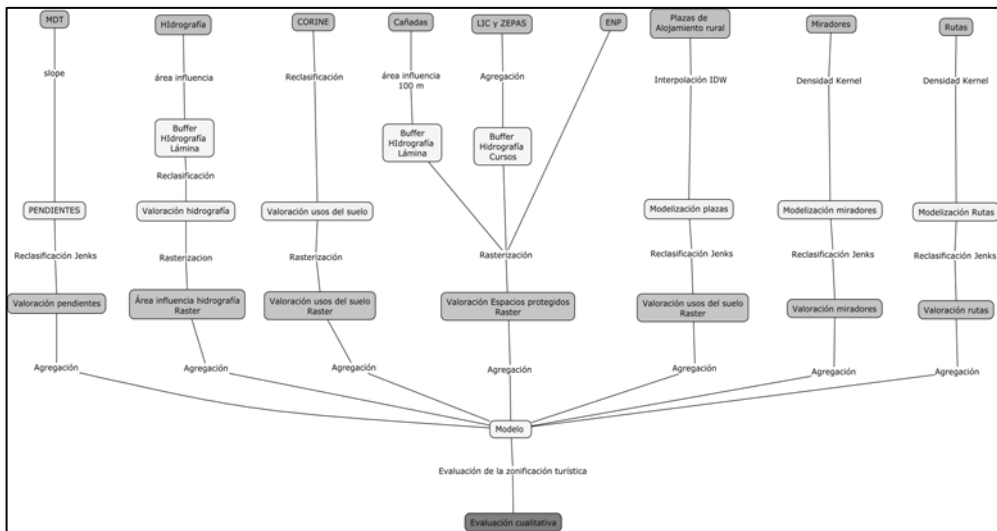 MDT
HIdrografía
CORINE
Cañadas
LIC y ZEPAS
ENP
Plazas de
Alojamiento rural
Miradores
Rutas
slope
área influencia
Reclasificación
área influencia
100 m
Agregación
Interpolación IDW
Densidad Kernel
Densidad Kernel
Buffer
HIdrografía
Lámina
Buffer
HIdrografía
Lámina
Buffer
Hidrografía
Cursos
Reclasificación
PENDIENTES
Valoración hidrografía
Valoración usos del suelo
Modelización plazas
Modelización miradores
Modelización Rutas
Reclasificación Jenks
Rasterizacion
Rasterización
Rasterización
Reclasificación Jenks
Reclasificación Jenks
Reclasificación Jenks
Valoración pendientes
Área influencia hidrografía
Raster
Valoración usos del suelo
Raster
Valoración Espacios protegidos
Raster
Valoración usos del suelo
Raster
Valoración miradores
Valoración rutas
Agregación
Agregación
Agregación
Agregación
Agregación
Agregación
Agregación
Modelo
Evaluación de la zonificación turística
Evaluación cualitativa